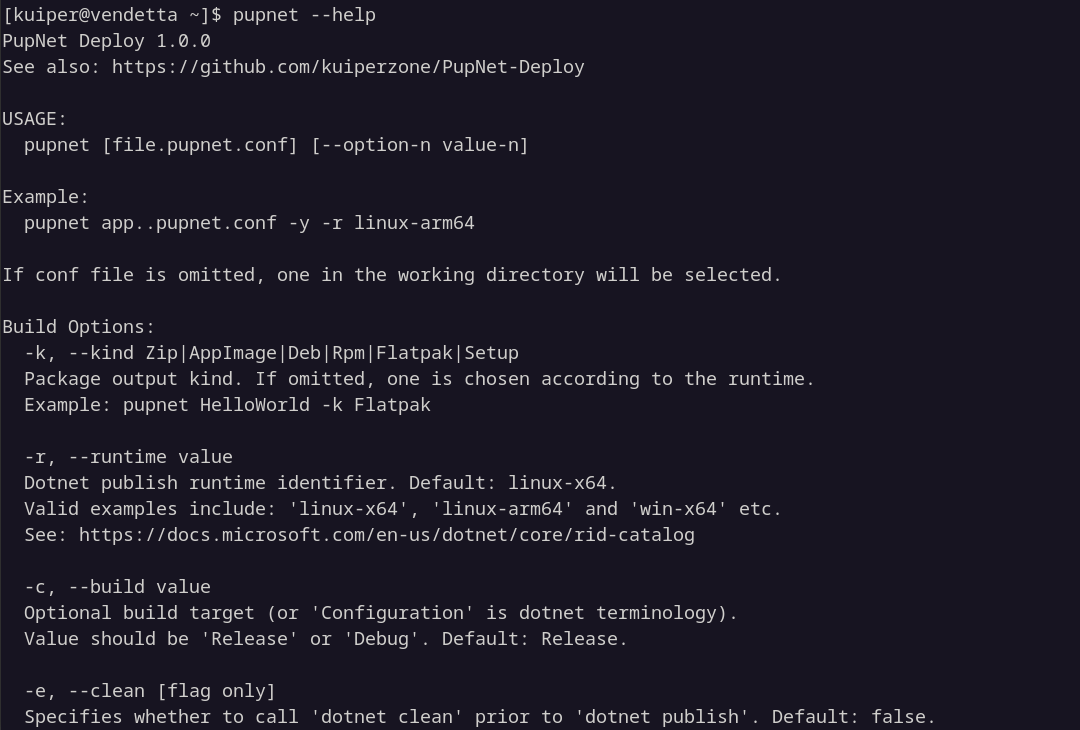 [kuiper@vendetta ~]$ pupnet --help
PupNet Deploy 1.0.0
See also: https://github.com/kuiperzone/PupNet-Deploy

USAGE:
  pupnet [file.pupnet.conf] [--option-n value-n]

Example:
  pupnet app..pupnet.conf -y -r linux-arm64

If conf file is omitted, one in the working directory will be selected.

Build Options:
  -k, --kind Zip|AppImage|Deb|Rpm|Flatpak|Setup
  Package output kind. If omitted, one is chosen according to the runtime.
  Example: pupnet HelloWorld -k Flatpak

  -r, --runtime value
  Dotnet publish runtime identifier. Default: linux-x64.
  Valid examples include: 'linux-x64', 'linux-arm64' and 'win-x64' etc.
  See: https://docs.microsoft.com/en-us/dotnet/core/rid-catalog

  -c, --build value
  Optional build target (or 'Configuration' is dotnet terminology).
  Value should be 'Release' or 'Debug'. Default: Release.

  -e, --clean [flag only]
  Specifies whether to call 'dotnet clean' prior to 'dotnet publish'. Default: false.